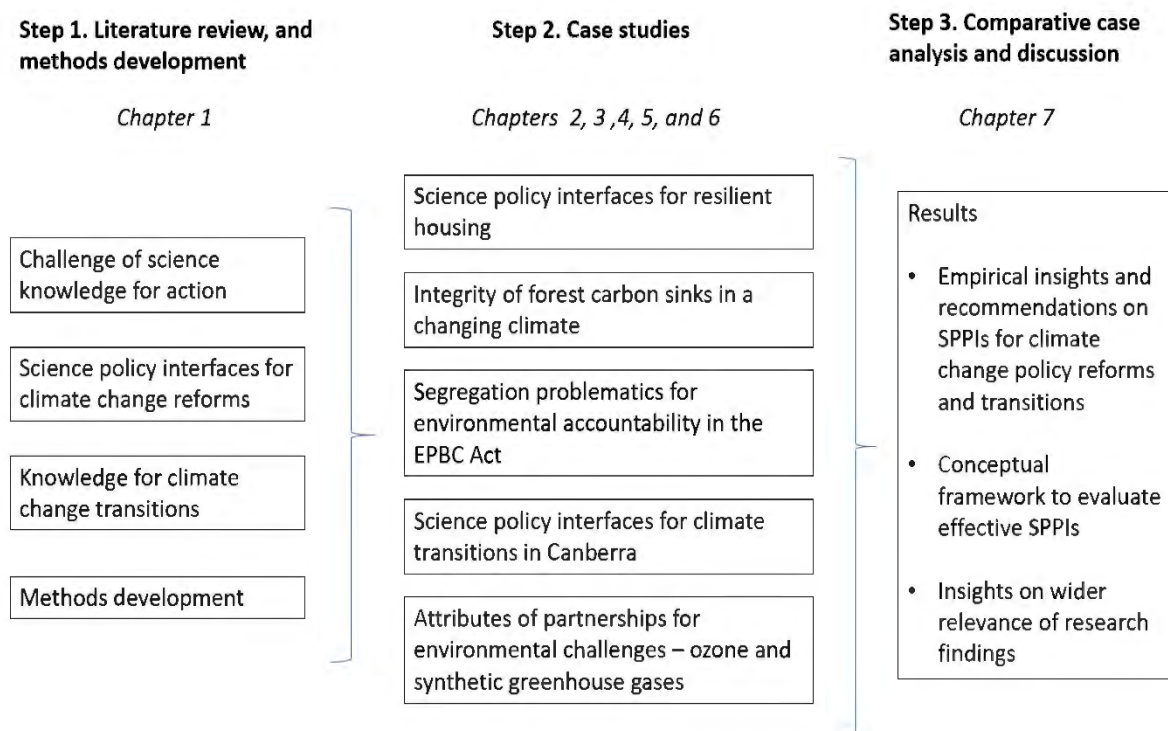 Step 1. Literature review, and
methods development
Chapter 1
Challenge of science
knowledge for action
Science policy interfaces for
climate change reforms
Knowledge for climate
change transitions
Methods development
Step 2. Case studies
Chapters 2, 3 ,4, 5, and 6
Science policy interfaces for resilient
housing
Integrity of forest carbon sinks in a
changing climate
Segregation problematics for
environmental accountability in the
EPBC Act
Science policy interfaces for climate
transitions in Canberra
Attributes of partnerships for
environmental challenges – ozone and
synthetic greenhouse gases
Step 3. Comparative case
analysis and discussion
Chapter 7
Results
• Empirical insights and
recommendations on
SPPIs for climate
change policy reforms
and transitions
• Conceptual
framework to evaluate
effective SPPIs
• Insights on wider
relevance of research
findings